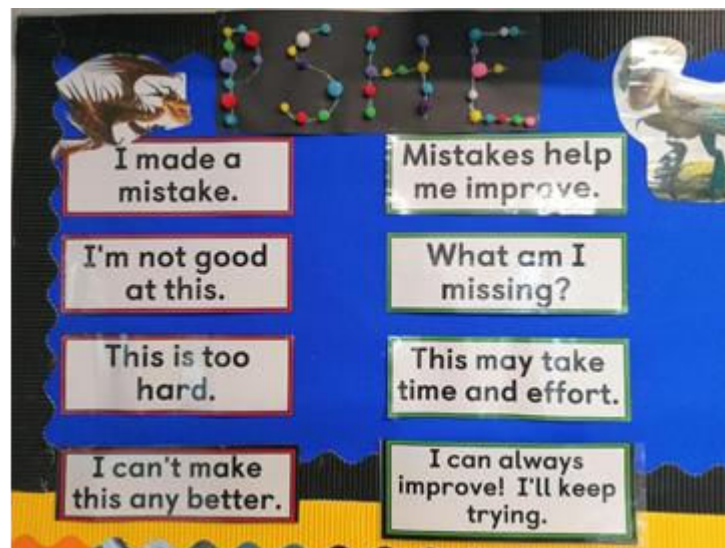 PSHE
I made a
mistake.
Mistakes help
me improve.
I'm not good
at this.
What am I
missing?
This is too
hard.
This may take
time and effort.
I can't make
this any better.
I can always
improve! I'll keep
trying.